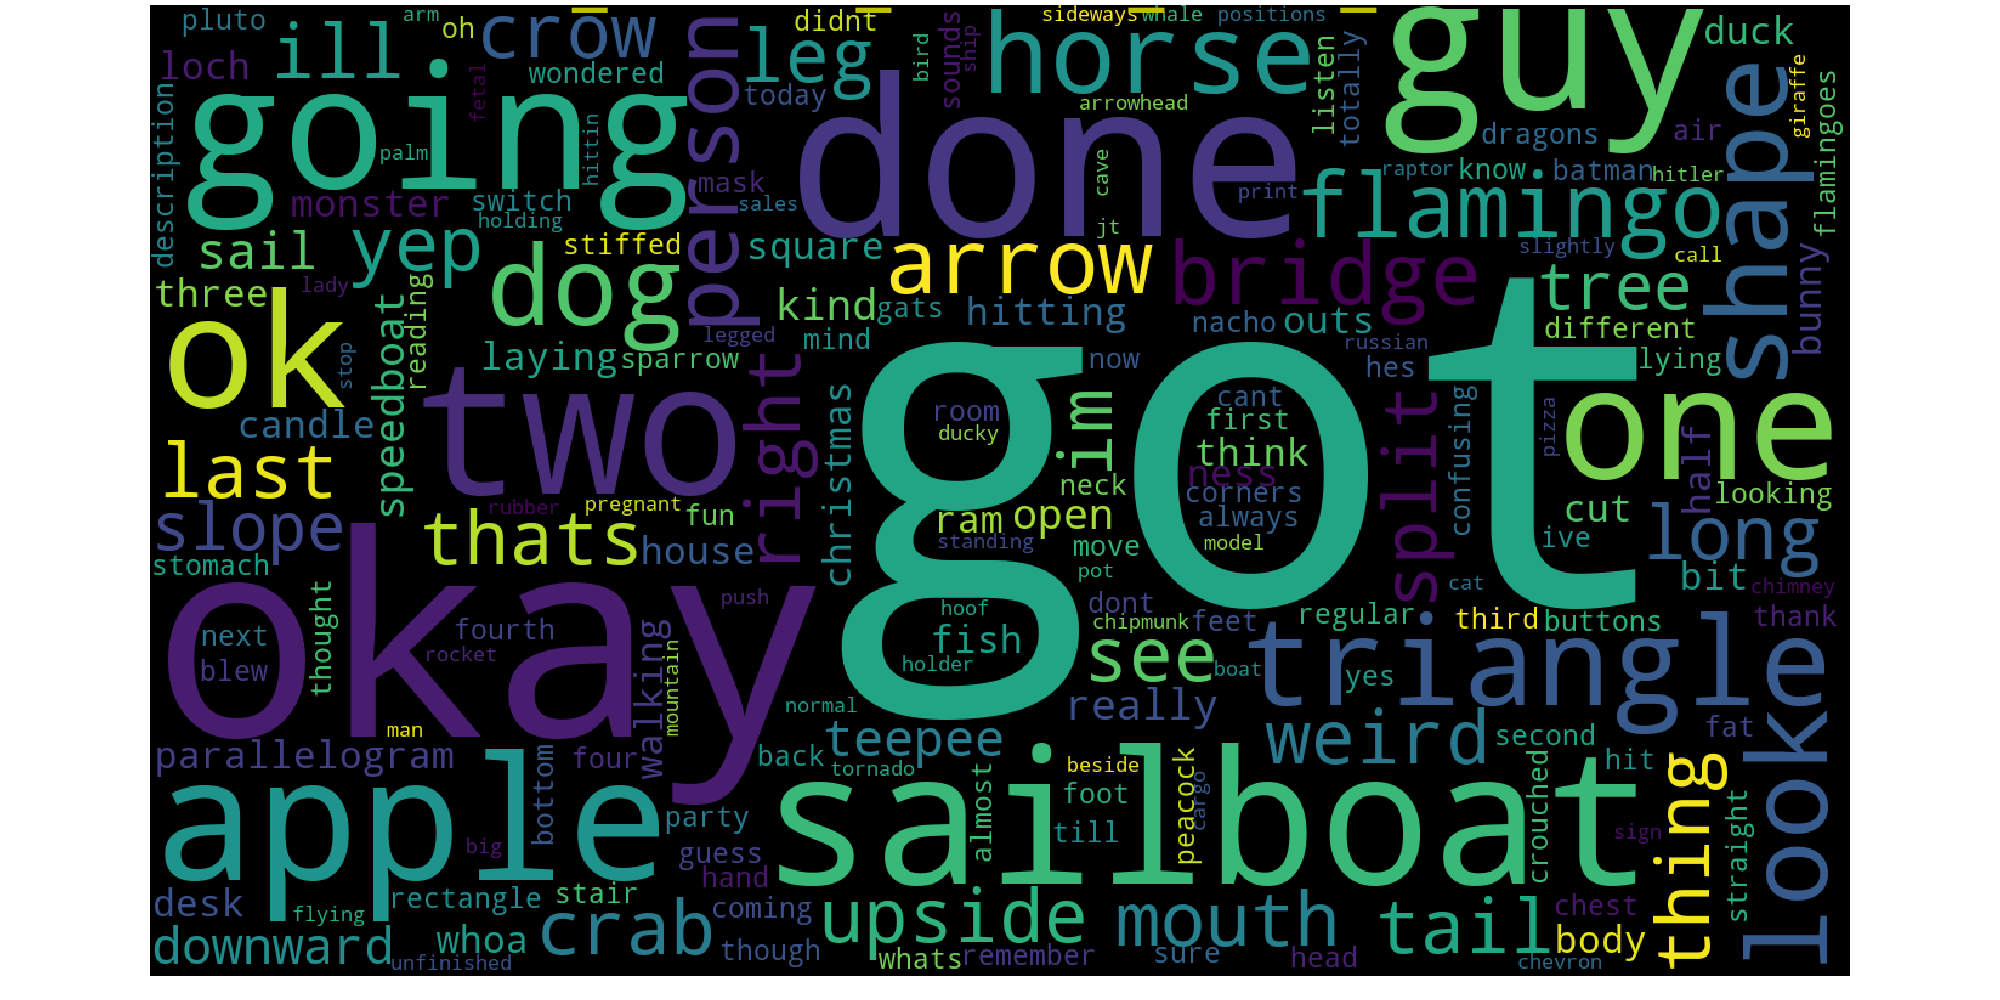 pluto
arm
oh
crow
person
didnt
sideways
whale
positions
guy
duck
loch
ill
wondered
leg
bird
sounds
ship
horse
listen
totally
shape
giraffe
flamingoes
description
going
fetal
today
done
arrowhead
dragons
air
palm
hittin
mask
cave
raptor
know
batman
hitler
monster
switch
holding
sales
print
flamingo
sail
yep
stiffed
square
jt
slightly
call
three
lady
dog
arrow
bridge
tree
bunny
ok
speedboat
reading
kind
gats
hitting
nacho
outs
different
stop
laying
sparrow
legged
mind
now
russian
hes
lying
candle
two
right
christmas
got
room
ducky
im
cant
first
think
split
confusing
pizza
one
half
last
neck
ness
corners
looking
slope
rubber
pregnant
fun
ram
open
always
cut
long
thats
house
standing
move
model
ive
stomach
pot
cat
bit
chimney
okay
push
hoof
dont
chipmunk
feet
regular
third
buttons
thank
next
thought
fourth
walking
mountain
fish
see
triangle
looke
blew
rocket
holder
boat
yes
man
normal
really
fat
parallelogram
bottom
four
back
teepee
tornado
weird
second
hit
apple
party
sailboat
almost
beside
foot
peacock
cargo
crouched
thing
straight
big
guess
till
sign
desk
rectangle
stair
hand
coming
upside
mouth
tail
chest
flying
downward
whoa
crab
though
whats
remember
sure
head
body
unfinished
chevron